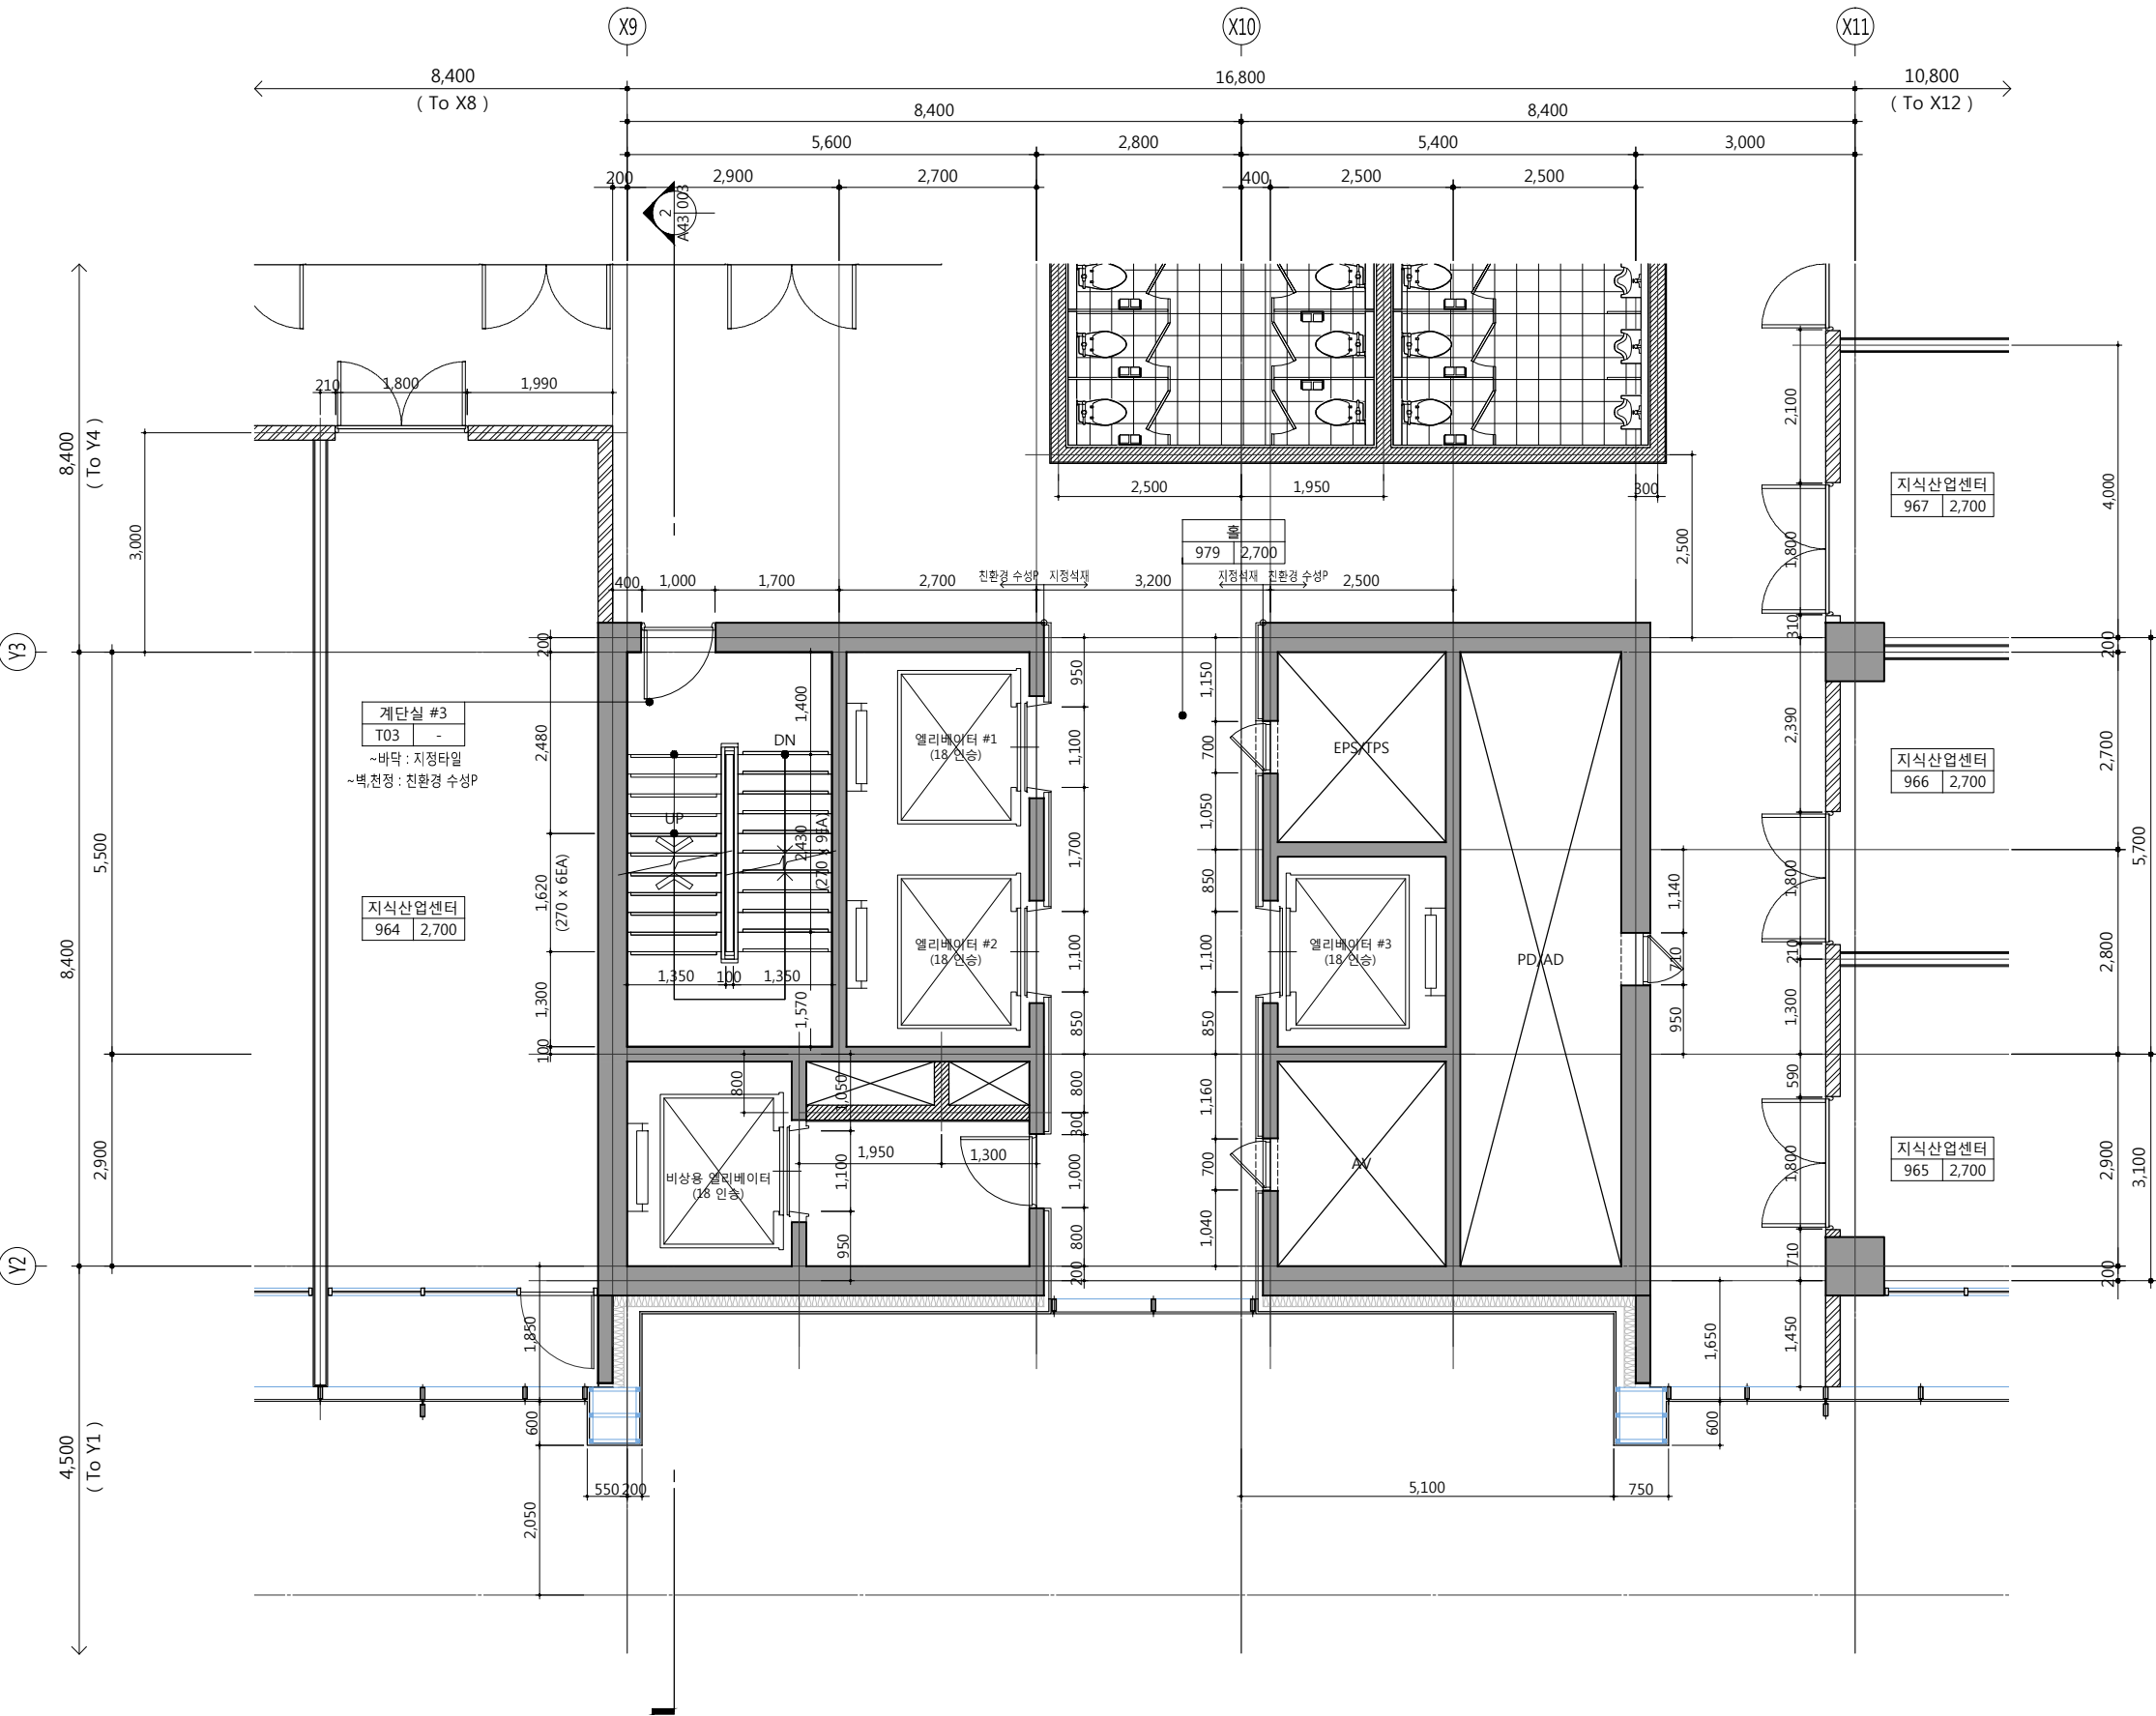 X9
X10
X11
8,400
( To X8 )
16,800
10,800
( To X12 )
8,400
8,400
5,600
2,800
5,400
3,000
200
2,900
2,700
400
2,500
2,500
2
A43 003
210
1,800
1,990
8,400
( To Y4 )
3,000
2,500
1,950
300
2,500
2,100
지식산업센터
967
2,700
4,000
1,800
310
홀
979
2,700
친환경 수성P
지정석재
지정석재
친환경 수성P
400
1,000
1,700
2,700
3,200
2,500
Y3
200
200
계단실 #3
T03
-
~바닥 : 지정타일
~벽,천정 : 친환경 수성P
2,480
1,400
DN
UP
엘리베이터 #1
(18 인승)
950
1,100
1,700
1,150
700
1,050
EPS/TPS
2,390
2,700
지식산업센터
966
2,700
5,500
5,700
8,400
1,620
(270 x 6EA)
2,430
(270 X 9EA)
850
1,140
1,800
지식산업센터
964
2,700
엘리베이터 #2
(18 인승)
1,100
1,100
엘리베이터 #3
(18 인승)
PD/AD
710
210
2,800
1,350
100
1,350
1,300
1,570
850
850
950
1,300
100
800
1,050
800
300
1,160
590
2,900
1,950
1,300
1,100
1,000
700
AV
1,800
지식산업센터
965
2,700
2,900
3,100
비상용 엘리베이터
(18 인승)
950
800
1,040
710
Y2
200
200
1,850
1,650
1,450
600
600
4,500
( To Y1 )
550
200
5,100
750
2,050